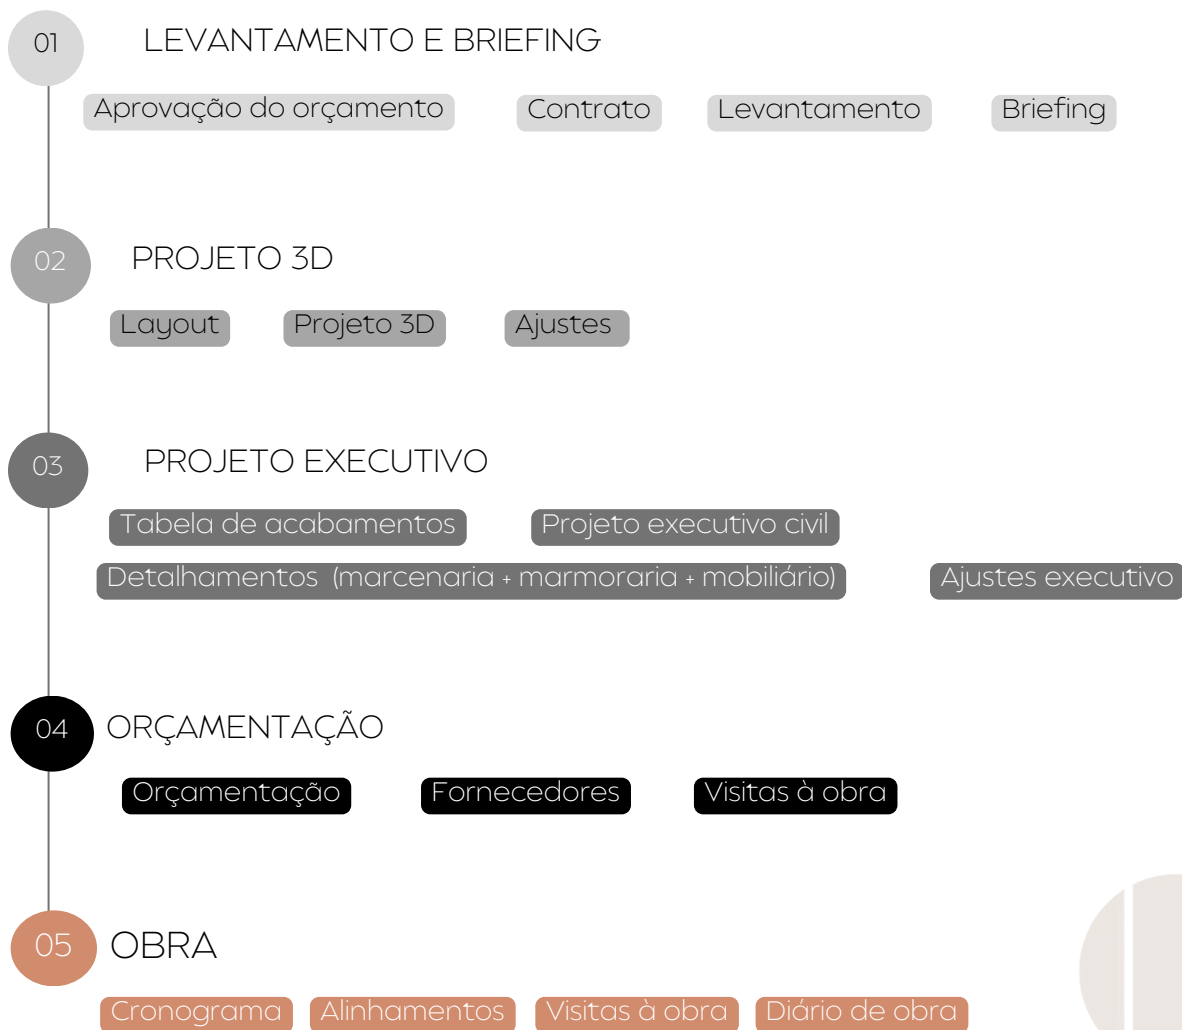 01 LEVANTAMENTO E BRIEFING
Aprovação do orçamento Contrato Levantamento Briefing
02 PROJETO 3D
Layout Projeto 3D Ajustes
03 PROJETO EXECUTIVO
Tabela de acabamentos Projeto executivo civil
Detalhamentos (marcenaria + marmoraria + mobiliário) Ajustes executivo
04 ORÇAMENTAÇÃO
Orçamentação Fornecedores Visitas à obra
05 OBRA
Cronograma Alinhamentos Visitas à obra Diário de obra